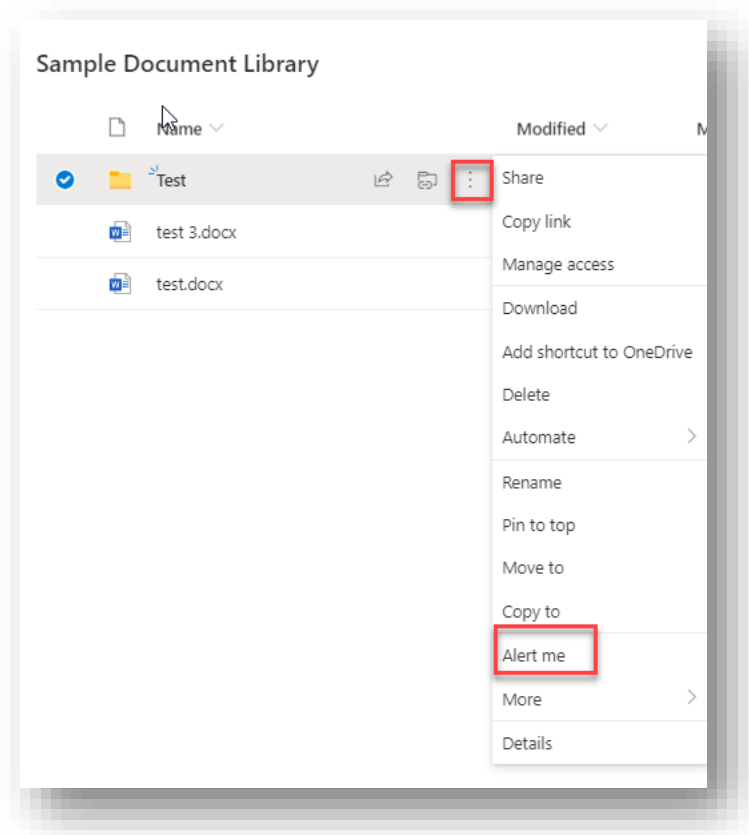 Sample Document Library
Name Modified M
Test Share
Copy link
test 3.docx
Manage access
test.docx
Download
Add shortcut to OneDrive
Delete
Automate
Rename
Pin to top
Move to
Copy to
Alert me
More
Details